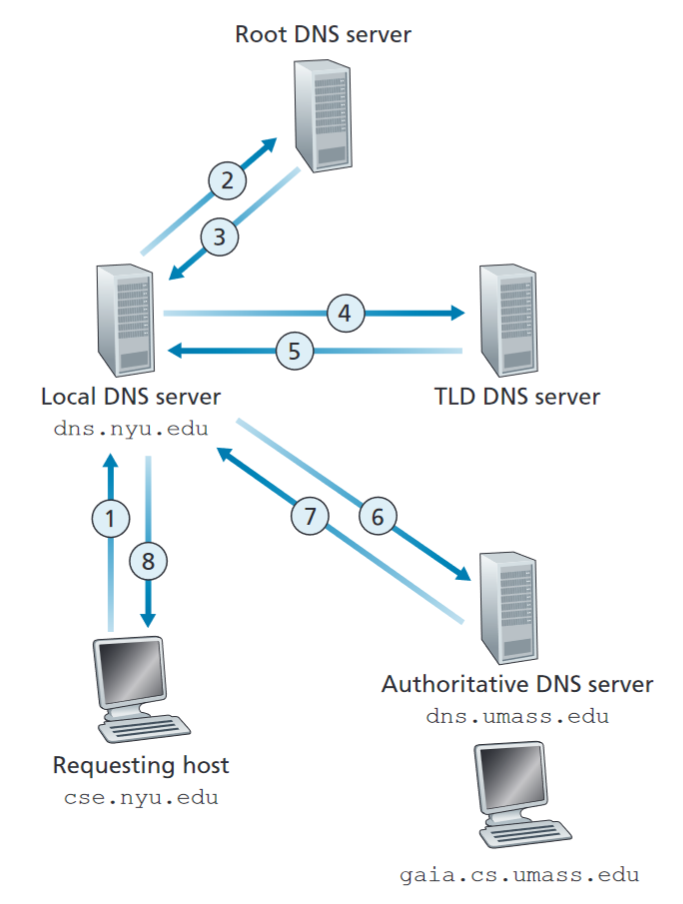 Root DNS server
2
3
4
5
Local DNS server
dns.nyu.edu
TLD DNS server
1
8
7
6
Authoritative DNS server
dns.umass.edu
Requesting host
cse.nyu.edu
gaia.cs.umass.edu